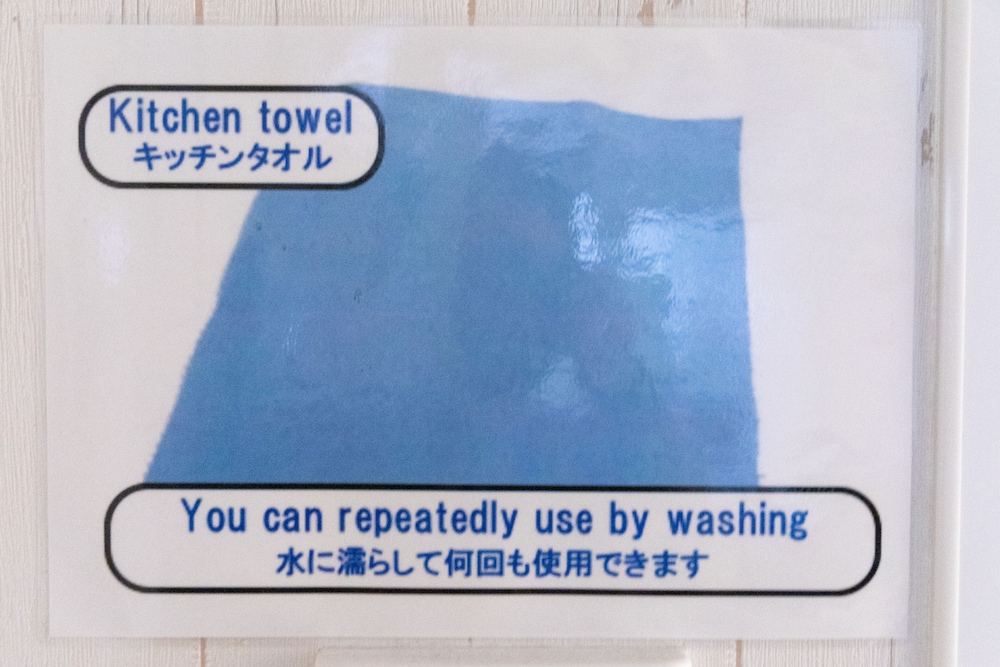 Kitchen towel
キッチンタオル
You can repeatedly use by washing
水に濡らして何回も使用できます